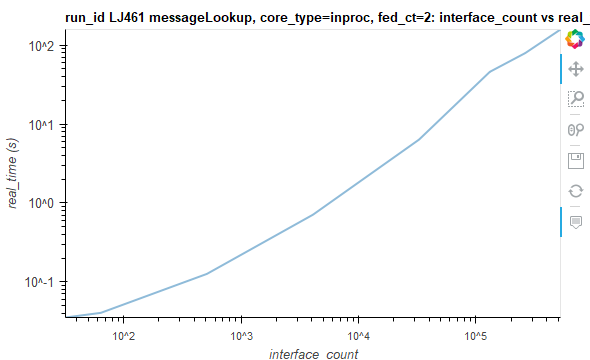 run_id LJ461 messageLookup, core_type=inproc, fed_ct=2: interface_count vs real_
10^2
10^1
10^0
10^-1
real_time (s)
10^2 10^3 10^4 10^5
interface_count